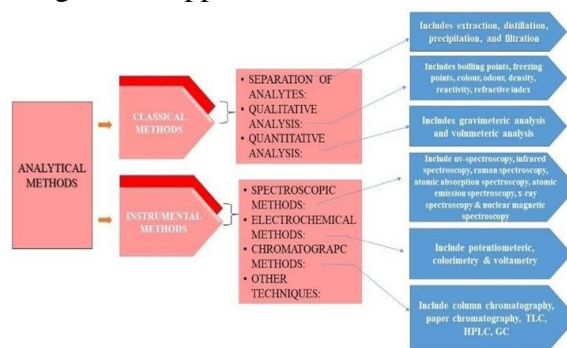 ANALYTICAL
METHODS
CLASSICAL
METHODS
INSTRUMENTAL
METHODS
• SEPARATION OF
ANALYTES:
• QUALITATIVE
ANALYSIS:
• QUANTITATIVE
ANALYSIS:
• SPECTROSCOPIC
METHODS:
• ELECTROCHEMICAL
METHODS:
• CHROMATOGRAPC
METHODS:
• OTHER
TECHNIQUES:
Includes extraction, distillation,
precipitation, and filtration
Includes boilling points, freezing
points, colour, odour, density,
reactivity, refractive index
Includes gravimeteric analysis
and volumeteric analysis
Include uv-spectroscopy, infrared
spectroscopy, raman spectroscopy,
atomic absorption spectroscopy, atomic
emission spectroscopy, x-ray
spectroscopy & nuclear magnetic
spectroscopy
Include potentiometeric,
colorimetry & voltametry
Include column chromatography,
paper chromatography, TLC,
HPLC, GC